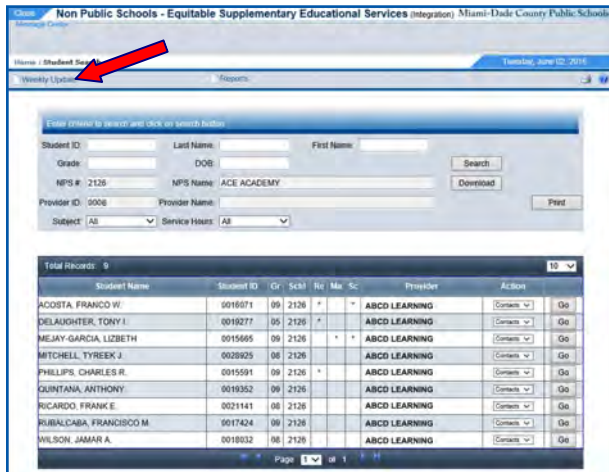 Close Non Public Schools - Equitable Supplementary Educational Services (Integration) Miami-Dade County Public Schools
Message Center
Home / Student Sea
Tuesday, June 02, 2015
Weekly Update Reports
Enter criteria to search and click on search button
Student ID: Last Name: First Name:
Grade: DOB: Search
NPS #: 2126 NPS Name: ACE ACADEMY Download
Provider ID: 0006 Provider Name: Print
Subject: All Service Hours: All
Total Records: 9 10
Student Name Student ID Gr Schl Re Ma Sc Provider Action
ACOSTA, FRANCO W. 0016071 09 2126 * * ABCD LEARNING Contacts Go
DELAUGHTER, TONY I. 0019277 05 2126 * ABCD LEARNING Contacts Go
MEJAY-GARCIA, LIZBETH 0015665 09 2126 * * ABCD LEARNING Contacts Go
MITCHELL, TYREEK J. 0028925 08 2126 ABCD LEARNING Contacts Go
PHILLIPS, CHARLES R. 0015591 09 2126 * ABCD LEARNING Contacts Go
QUINTANA, ANTHONY 0019352 09 2126 ABCD LEARNING Contacts Go
RICARDO, FRANK E. 0021141 08 2126 ABCD LEARNING Contacts Go
RUBALCABA, FRANCISCO M. 0017424 09 2126 ABCD LEARNING Contacts Go
WILSON, JAMAR A. 0018032 08 2126 ABCD LEARNING Contacts Go
Page 1 of 1